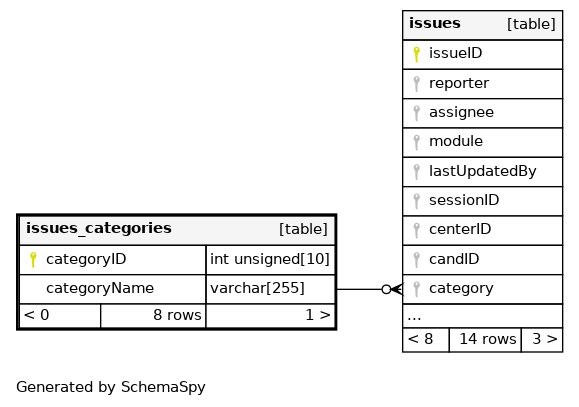 issues [table]
issueID
reporter
assignee
module
lastUpdatedBy
sessionID
centerID
candID
category
...
< 8 14 rows 3 >
issues_categories [table]
categoryID int unsigned[10]
categoryName varchar[255]
< 0 8 rows 1 >
Generated by SchemaSpy